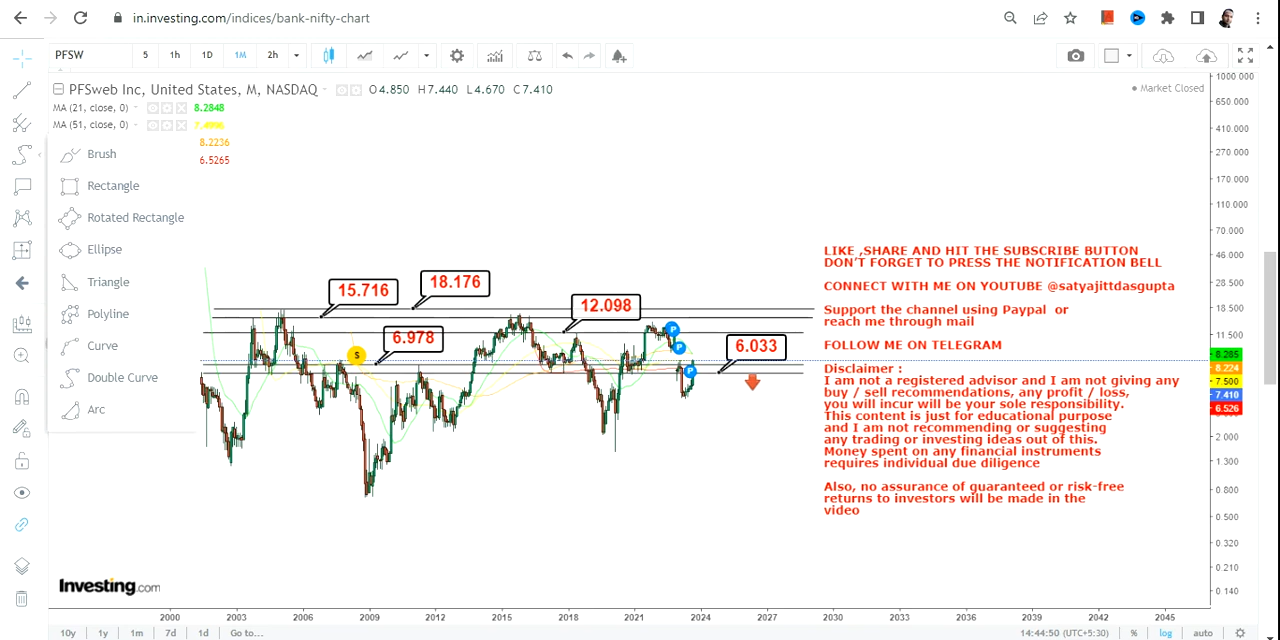 in.investing.com/indices/bank-nifty-chart
PFSW 5 1h 1D 1M 2h
PFSweb Inc, United States, M, NASDAQ O4.850 H7.440 L4.670 C7.410
Market Closed
MA (21, close, 0) 8.2848
MA (51, close, 0)
8.2236
6.5265
Brush
Rectangle
Rotated Rectangle
Ellipse
Triangle
Polyline
Curve
Double Curve
Arc
15.716
18.176
12.098
6.978
6.033
S
P
P
P
LIKE ,SHARE AND HIT THE SUBSCRIBE BUTTON
DON'T FORGET TO PRESS THE NOTIFICATION BELL
CONNECT WITH ME ON YOUTUBE @satyajittdasgupta
Support the channel using Paypal or
reach me through mail
FOLLOW ME ON TELEGRAM
Disclaimer :
I am not a registered advisor and I am not giving any
buy / sell recommendations, any profit / loss,
you will incur will be your sole responsibility.
This content is just for educational purpose
and I am not recommending or suggesting
any trading or investing ideas out of this.
Money spent on any financial instruments
requires individual due diligence
Also, no assurance of guaranteed or risk-free
returns to investors will be made in the
video
1000.000
650.000
410.000
270.000
170.000
110.000
70.000
46.000
28.500
18.500
11.500
8.285
8.224
7.500
7.410
6.526
2.000
1.300
0.800
0.500
0.320
0.210
0.140
Investing.com
2000 2003 2006 2009 2012 2015 2018 2021 2024 2027 2030 2033 2036 2039 2042 2045
10y 1y 1m 7d 1d Go to... 14:44:50 (UTC+5:30) % log auto